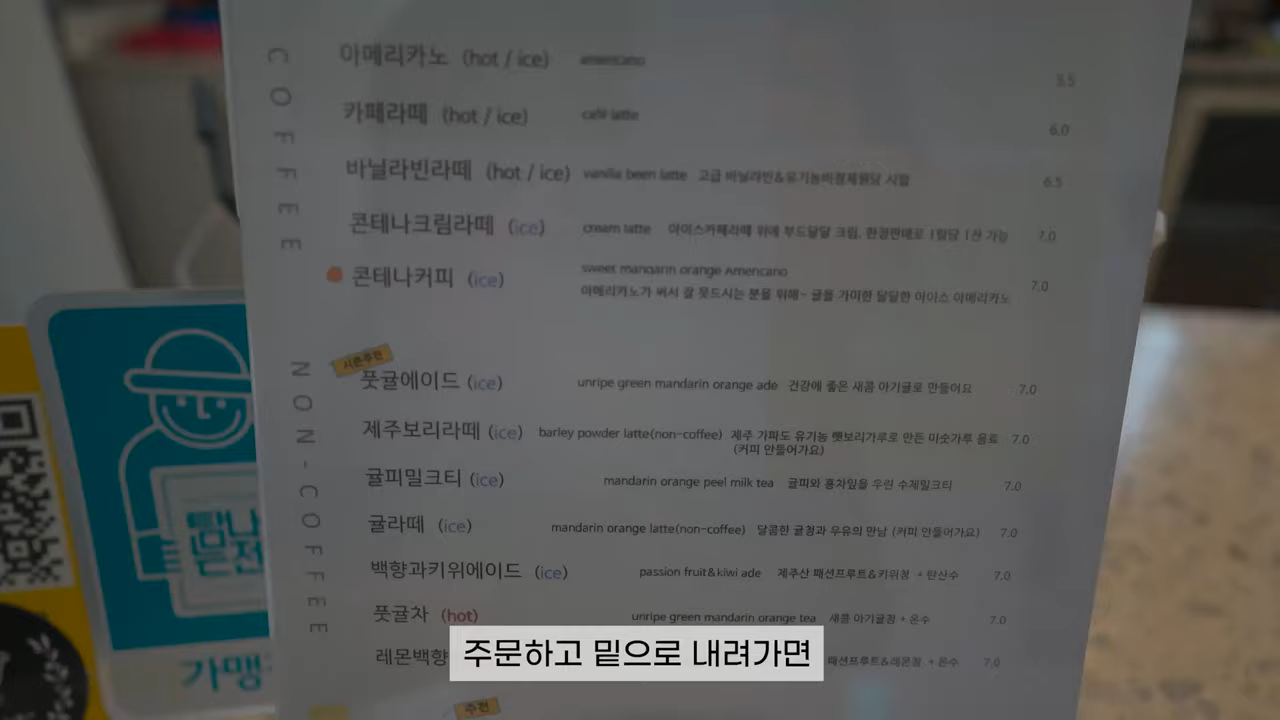 COFFEE
아메리카노 (hot / ice) americano 5.5
카페라떼 (hot / ice) café latte 6.0
바닐라빈라떼 (hot / ice) vanilla been latte 고급 바닐라빈&유기농비정제원당 시럽 6.5
콘테나크림라떼 (ice) cream latte 아이스카페라떼 위에 부드달달 크림, 한정판매로 1팀당 1잔 가능 7.0
콘테나커피 (ice) sweet mandarin orange Americano 7.0
아메리카노가 써서 잘 못드시는 분을 위해~ 귤을 가미한 달달한 아이스 아메리카노
NON-COFFEE
시즌추천
풋귤에이드 (ice) unripe green mandarin orange ade 건강에 좋은 새콤 아기귤로 만들어요 7.0
제주보리라떼 (ice) barley powder latte(non-coffee) 제주 가파도 유기농 햇보리가루로 만든 미숫가루 음료 7.0
(커피 안들어가요)
귤피밀크티 (ice) mandarin orange peel milk tea 귤피와 홍차잎을 우린 수제밀크티 7.0
귤라떼 (ice) mandarin orange latte(non-coffee) 달콤한 귤청과 우유의 만남 (커피 안들어가요) 7.0
백향과키위에이드 (ice) passion fruit&kiwi ade 제주산 패션프루트&키위청 + 탄산수 7.0
풋귤차 (hot) unripe green mandarin orange tea 새콤 아기귤청 + 온수 7.0
레몬백향 패션프루트&레몬청 + 온수 7.0
추천
탐나
는전
가맹
주문하고 밑으로 내려가면